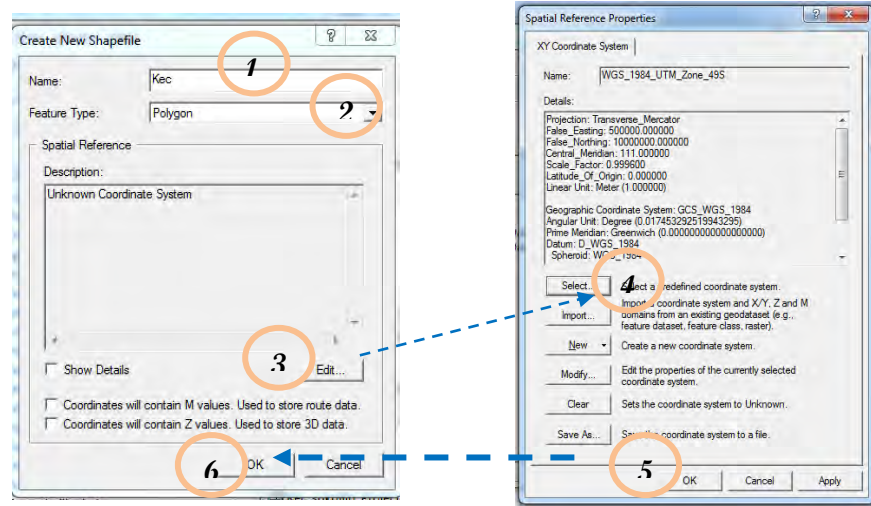 Create New Shapefile
1
Name:
Kec
2
Feature Type:
Polygon
Spatial Reference
Description:
Unknown Coordinate System
3
Show Details
Edit...
Coordinates will contain M values. Used to store route data.
Coordinates will contain Z values. Used to store 3D data.
6
OK
Cancel
Spatial Reference Properties
XY Coordinate System
Name:
WGS_1984_UTM_Zone_49S
Details:
Projection: Transverse_Mercator
False_Easting: 500000.000000
False_Northing: 10000000.000000
Central_Meridian: 111.000000
Scale_Factor: 0.999600
Latitude_Of_Origin: 0.000000
Linear Unit: Meter (1.000000)
Geographic Coordinate System: GCS_WGS_1984
Angular Unit: Degree (0.017453292519943295)
Prime Meridian: Greenwich (0.000000000000000000)
Datum: D_WGS_1984
Spheroid: WGS_1984
4
Select...
Select a predefined coordinate system.
Import...
Import a coordinate system and X/Y, Z and M
domains from an existing geodataset (e.g.,
feature dataset, feature class, raster).
New
Create a new coordinate system.
Modify...
Edit the properties of the currently selected
coordinate system.
Clear
Sets the coordinate system to Unknown.
Save As...
Save the coordinate system to a file.
5
OK
Cancel
Apply